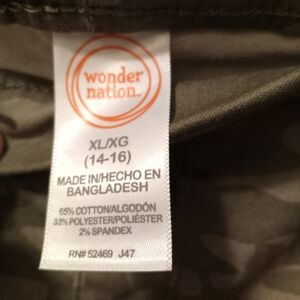 wonder
nation.
XL/XG
(14-16)
MADE IN/HECHO EN
BANGLADESH
65% COTTON/ALGODÓN
33% POLYESTER/POLIÉSTER
2% SPANDEX
RN# 52469 J47